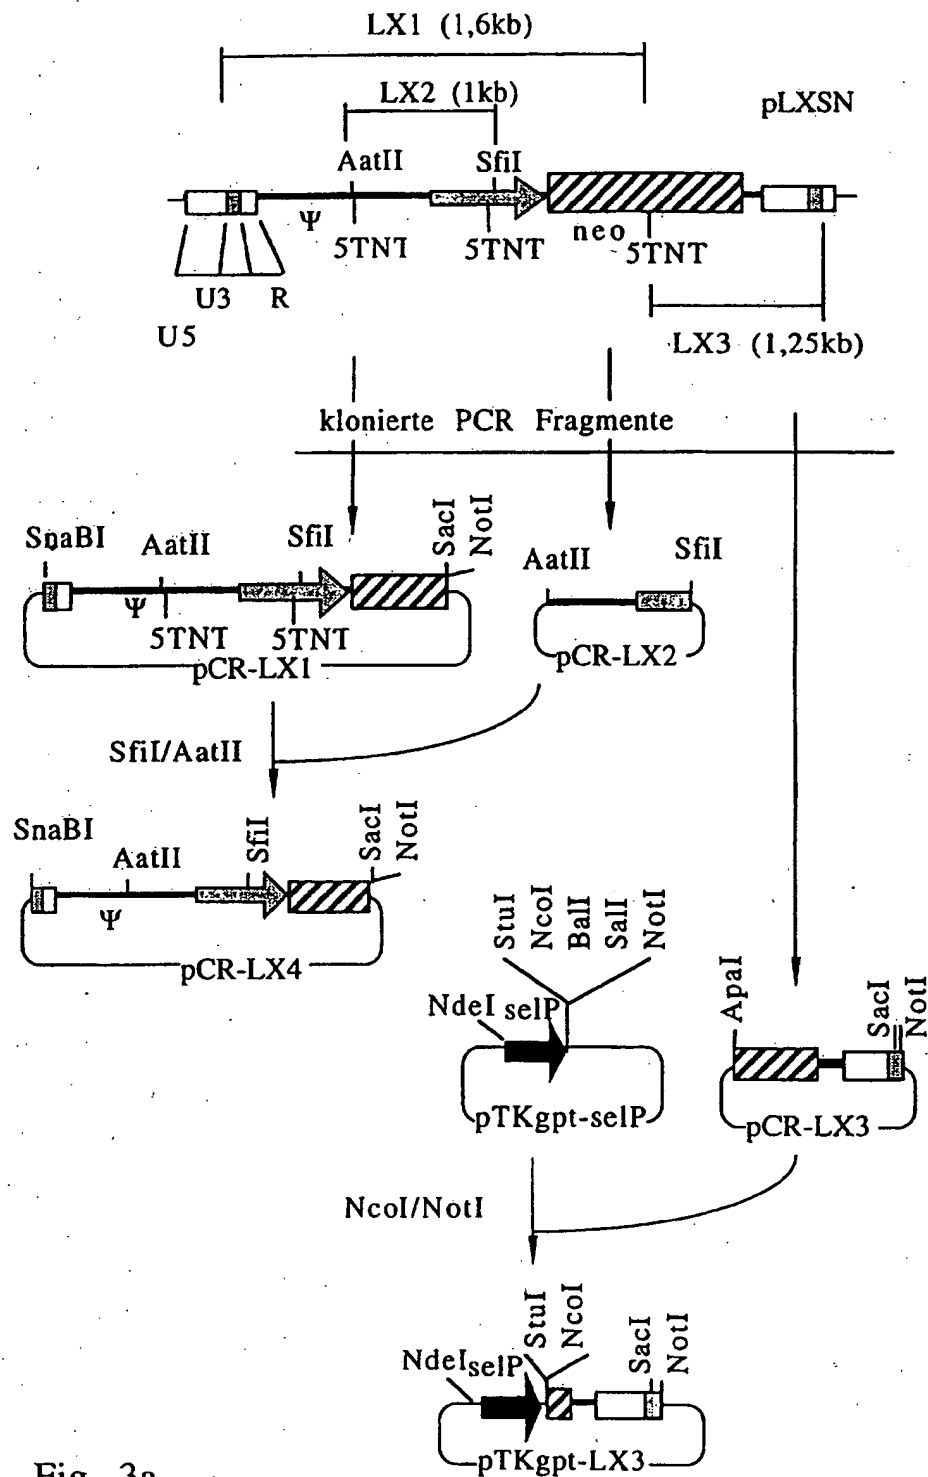 LX1 (1,6kb)
LX2 (1kb)
pLXSN
AatII
SfiI
Ψ
5TNT
5TNT
neo
5TNT
U3
R
U5
LX3 (1,25kb)
klonierte PCR Fragmente
SnaBI
AatII
SfiI
SacI
NotI
AatII
SfiI
Ψ
5TNT
5TNT
pCR-LX1
pCR-LX2
SfiI/AatII
SnaBI
AatII
SfiI
SacI
NotI
Ψ
pCR-LX4
StuI
NcoI
BalI
SalI
NotI
NdeI
selP
ApaI
SacI
NotI
pTKgpt-selP
pCR-LX3
NcoI/NotI
StuI
NcoI
SacI
NotI
NdeI
selP
pTKgpt-LX3
Fig. 3a